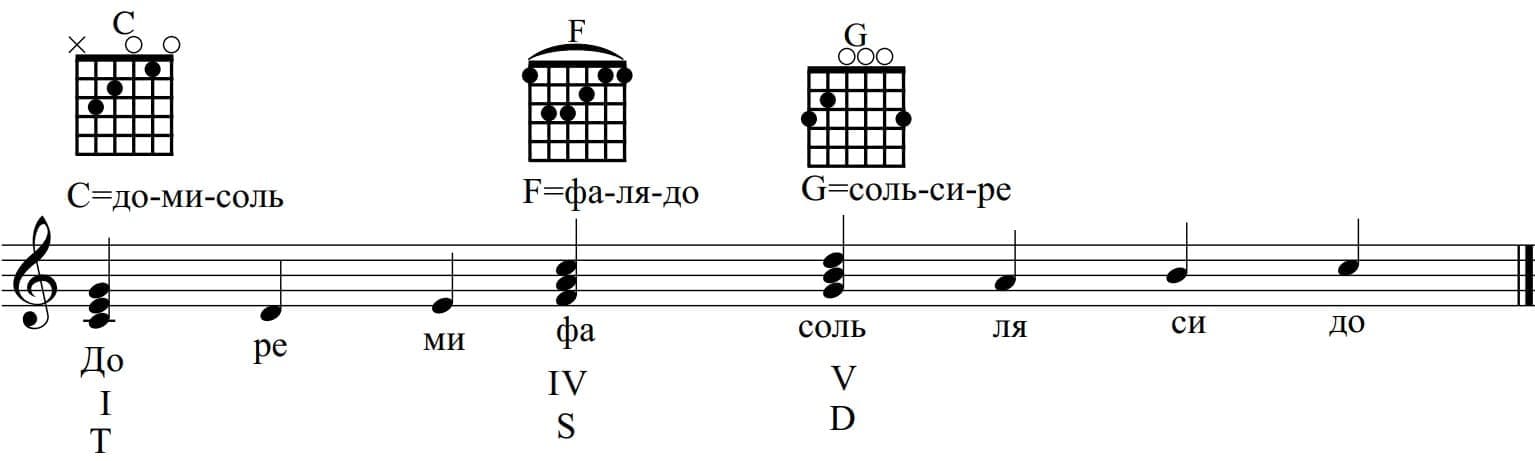 C F G
C=до-ми-соль F=фа-ля-до G=соль-си-ре
До ре ми фа соль ля си до
I IV V
T S D